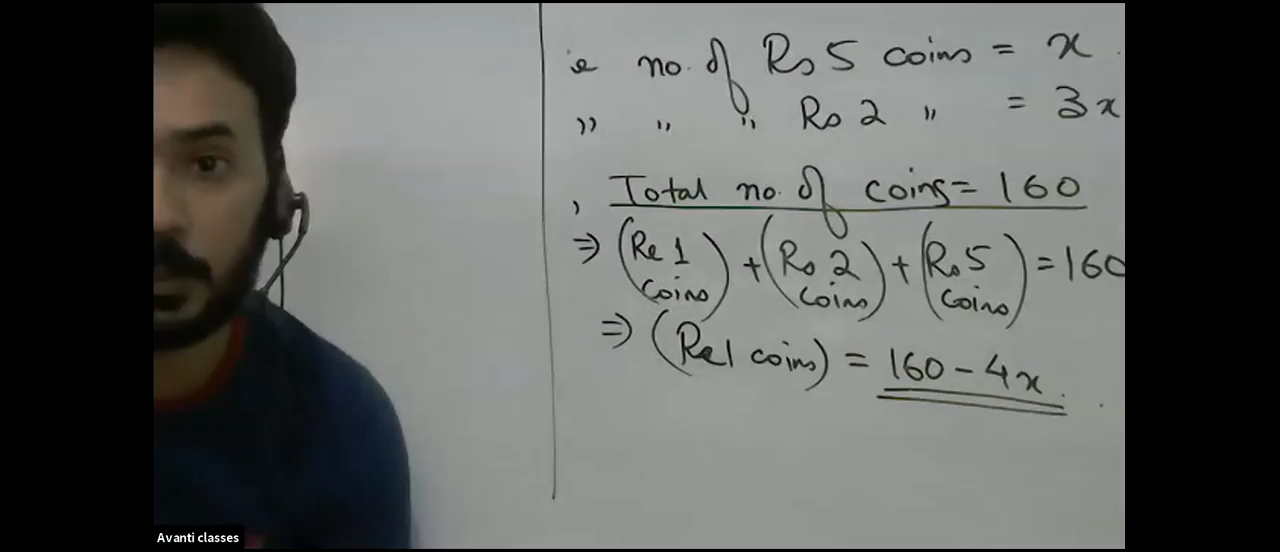 ie no. of Rs 5 coins = x
,, ,, ,, Rs 2 ,, = 3x
, Total no. of coins = 160
⇒ (Re 1 coins) + (Rs 2 coins) + (Rs 5 coins) = 160
⇒ (Re 1 coins) = 160 - 4x
Avanti classes